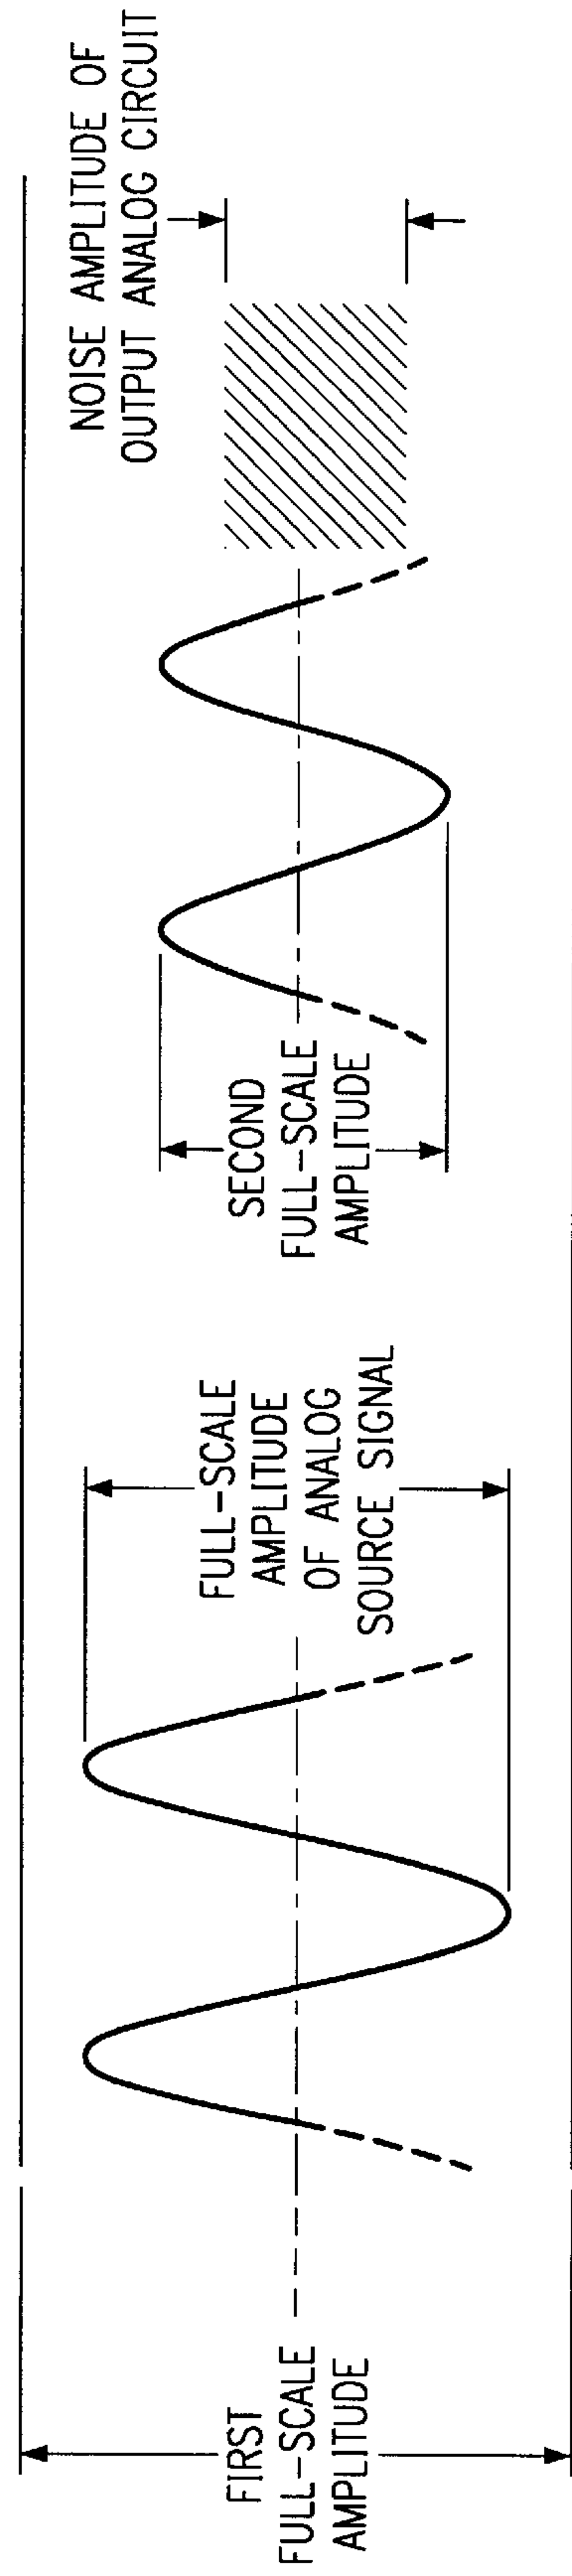 FIRST
FULL-SCALE
AMPLITUDE
FULL-SCALE
AMPLITUDE
OF ANALOG
SOURCE SIGNAL
SECOND
FULL-SCALE
AMPLITUDE
NOISE AMPLITUDE OF
OUTPUT ANALOG CIRCUIT